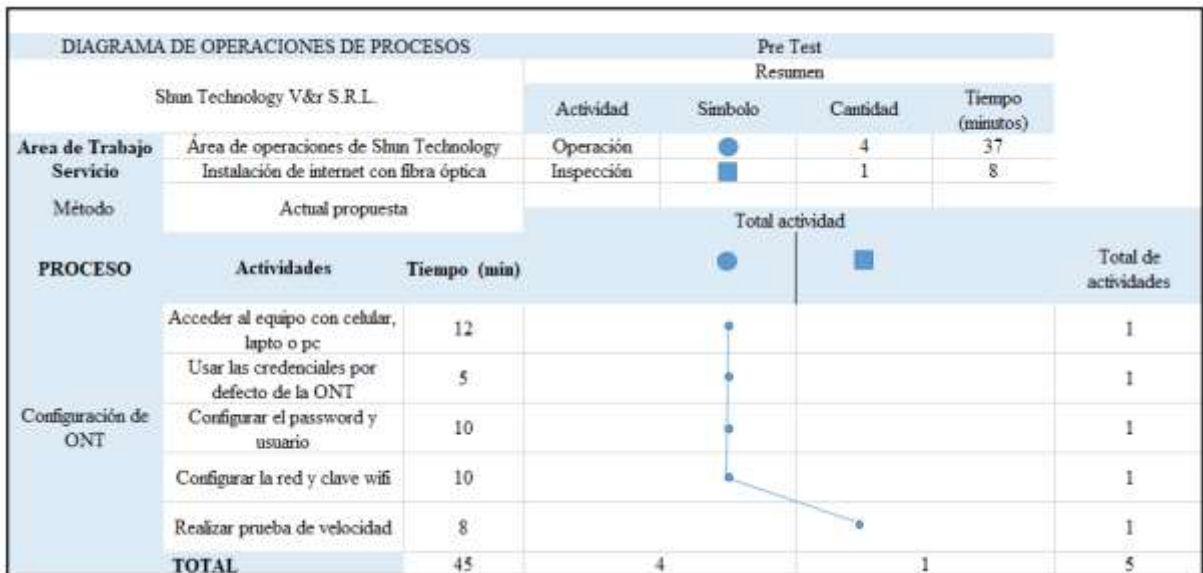 DIAGRAMA DE OPERACIONES DE PROCESOS
Pre Test
Shun Technology V&r S.R.L.
Resumen
Actividad Simbolo Cantidad Tiempo (minutos)
Area de Trabajo Área de operaciones de Shun Technology Operación 4 37
Servicio Instalación de internet con fibra óptica Inspección 1 8
Método Actual propuesta
Total actividad
PROCESO Actividades Tiempo (min) Total de actividades
Configuración de ONT
Acceder al equipo con celular, lapto o pc 12 1
Usar las credenciales por defecto de la ONT 5 1
Configurar el password y usuario 10 1
Configurar la red y clave wifi 10 1
Realizar prueba de velocidad 8 1
TOTAL 45 4 1 5